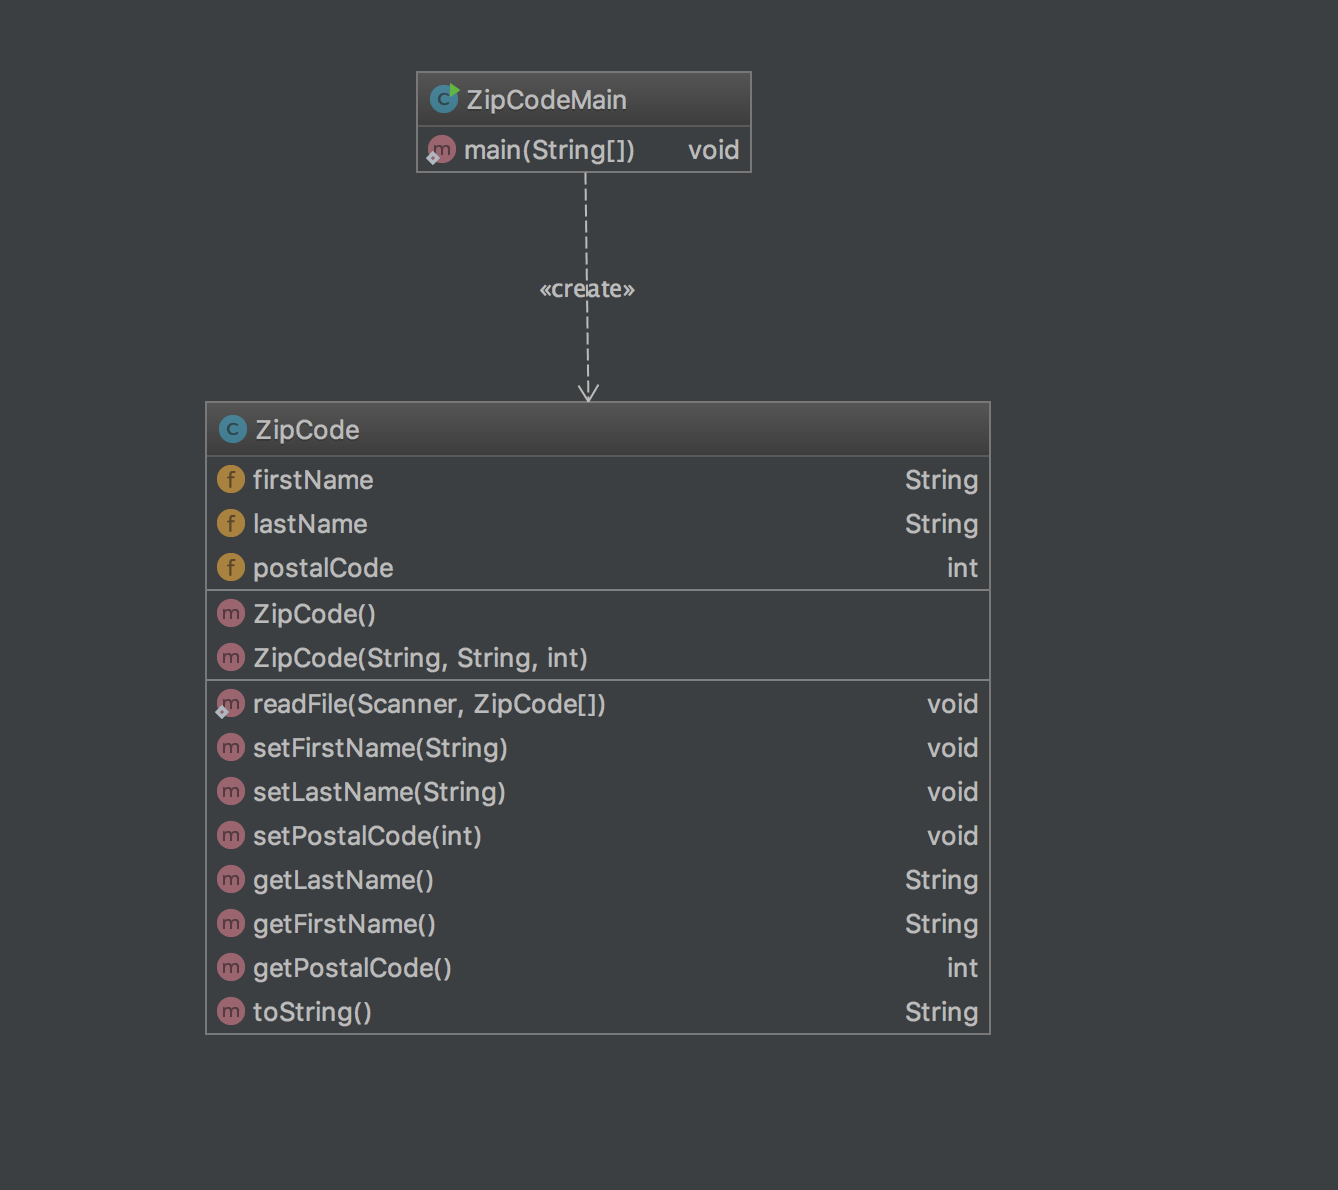 ZipCodeMain
main(String[]) void
«create»
ZipCode
firstName String
lastName String
postalCode int
ZipCode()
ZipCode(String, String, int)
readFile(Scanner, ZipCode[]) void
setFirstName(String) void
setLastName(String) void
setPostalCode(int) void
getLastName() String
getFirstName() String
getPostalCode() int
toString() String